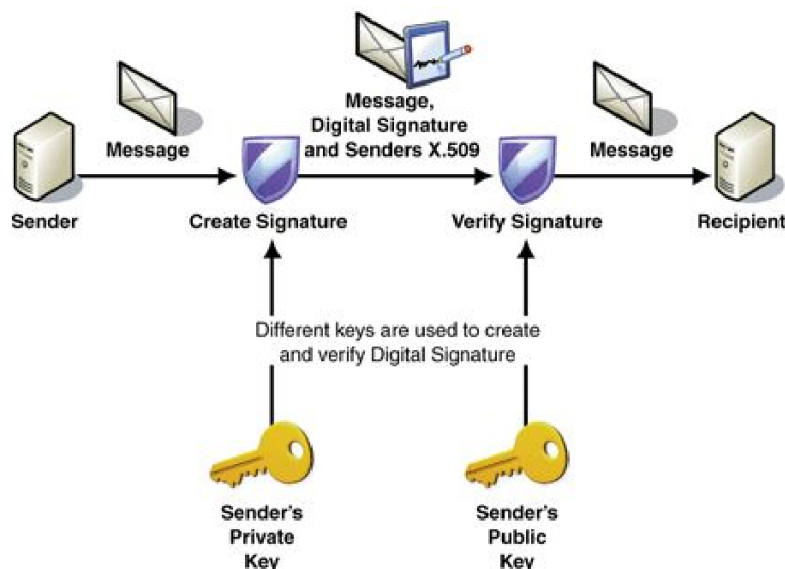 Message,
Digital Signature
and Senders X.509
Message
Message
Sender
Create Signature
Verify Signature
Recipient
Different keys are used to create
and verify Digital Signature
Sender's
Private
Key
Sender's
Public
Key